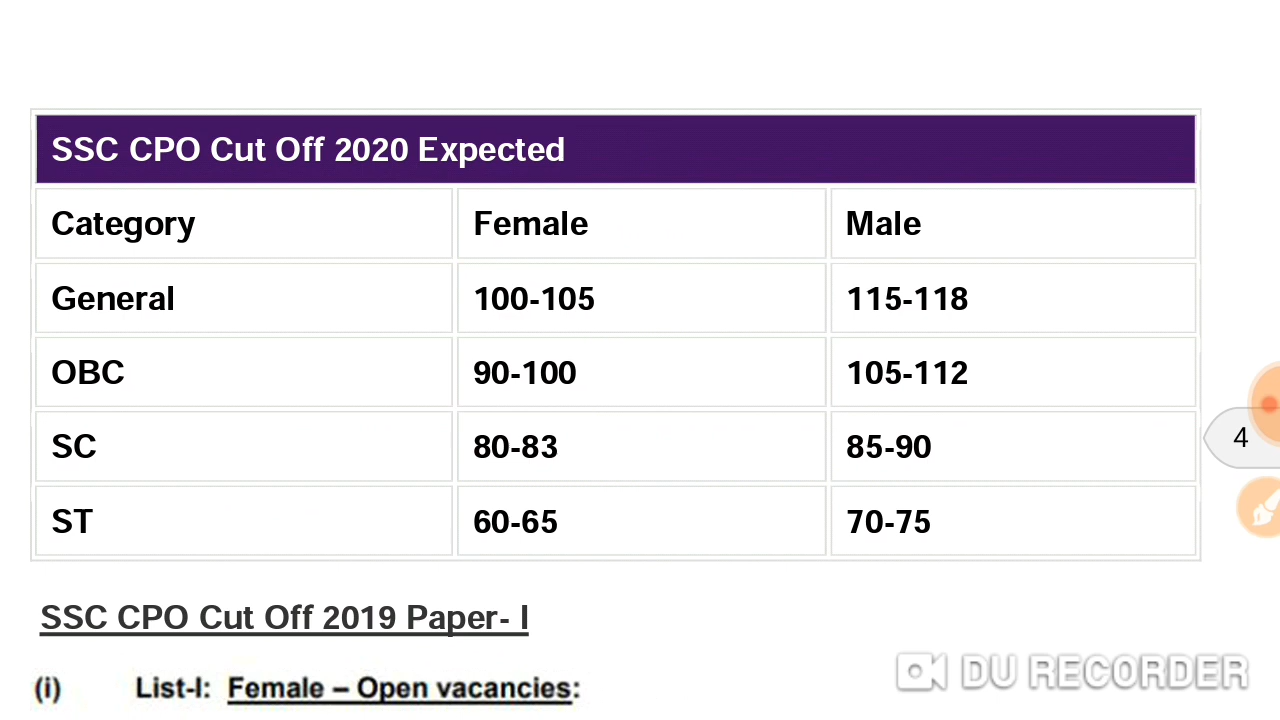 SSC CPO Cut Off 2020 Expected
Category Female Male
General 100-105 115-118
OBC 90-100 105-112
SC 80-83 85-90
4
ST 60-65 70-75
SSC CPO Cut Off 2019 Paper- I
(i) List-I: Female – Open vacancies:
DU RECORDER